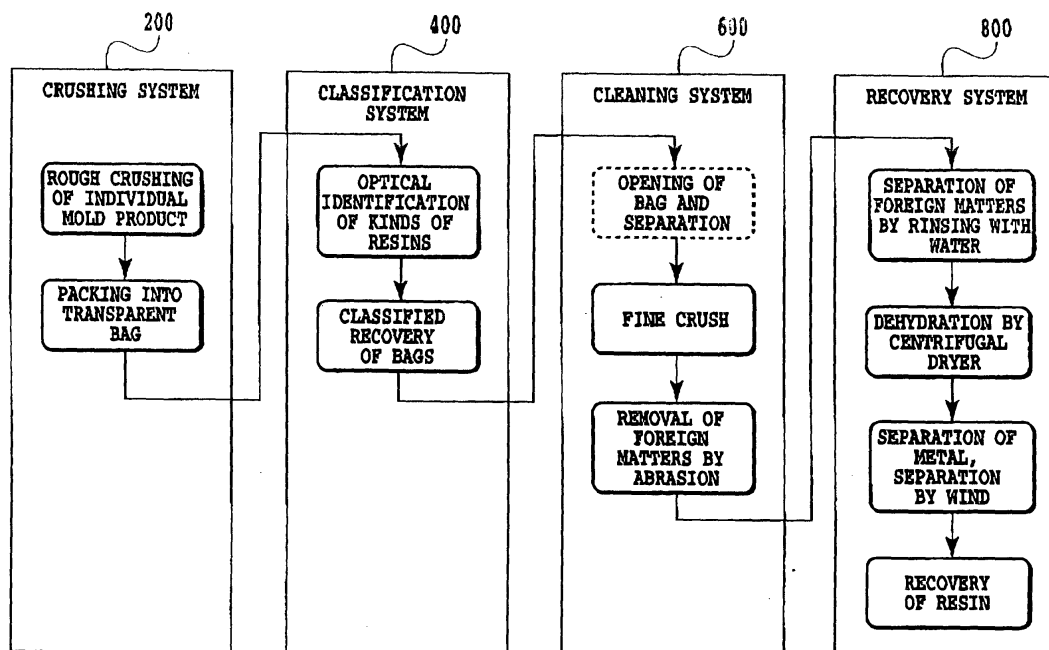 200
CRUSHING SYSTEM
ROUGH CRUSHING
OF INDIVIDUAL
MOLD PRODUCT
PACKING INTO
TRANSPARENT
BAG
400
CLASSIFICATION
SYSTEM
OPTICAL
IDENTIFICATION
OF KINDS OF
RESINS
CLASSIFIED
RECOVERY
OF BAGS
600
CLEANING SYSTEM
OPENING OF
BAG AND
SEPARATION
FINE CRUSH
REMOVAL OF
FOREIGN
MATTERS BY
ABRASION
800
RECOVERY SYSTEM
SEPARATION OF
FOREIGN MATTERS
BY RINSING WITH
WATER
DEHYDRATION BY
CENTRIFUGAL
DRYER
SEPARATION OF
METAL,
SEPARATION
BY WIND
RECOVERY
OF RESIN